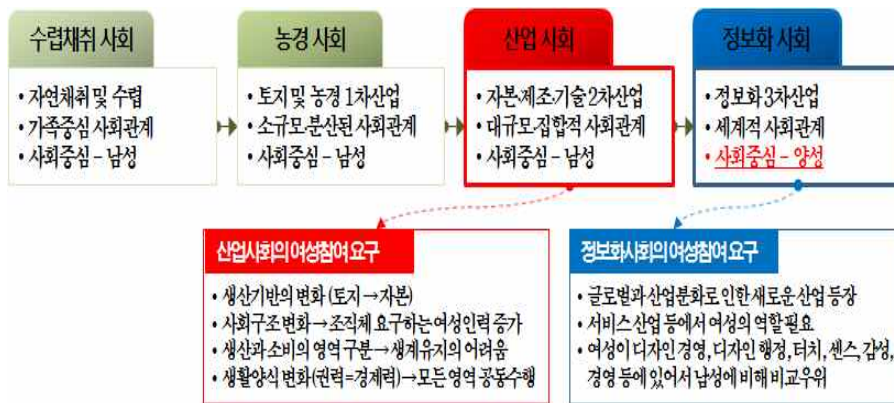 수렵채취 사회
• 자연채취 및 수렵
• 가족중심 사회관계
• 사회중심 – 남성
농경 사회
• 토지 및 농경 1차산업
• 소규모·분산된 사회관계
• 사회중심 – 남성
산업 사회
• 자본·제조·기술 2차산업
• 대규모·집합적 사회관계
• 사회중심 – 남성
정보화 사회
• 정보화 3차산업
• 세계적 사회관계
• 사회중심 – 양성
산업사회의 여성참여 요구
• 생산기반의 변화 (토지→자본)
• 사회구조 변화→조직체 요구하는 여성인력 증가
• 생산과 소비의 영역 구분→생계유지의 어려움
• 생활양식 변화(권력=경제력)→모든 영역 공동수행
정보화사회의 여성참여 요구
• 글로벌과 산업분화로 인한 새로운 산업 등장
• 서비스 산업 등에서 여성의 역할 필요
• 여성이 디자인 경영, 디자인 행정, 터치, 센스, 감성,
경영 등에 있어서 남성에 비해 비교우위